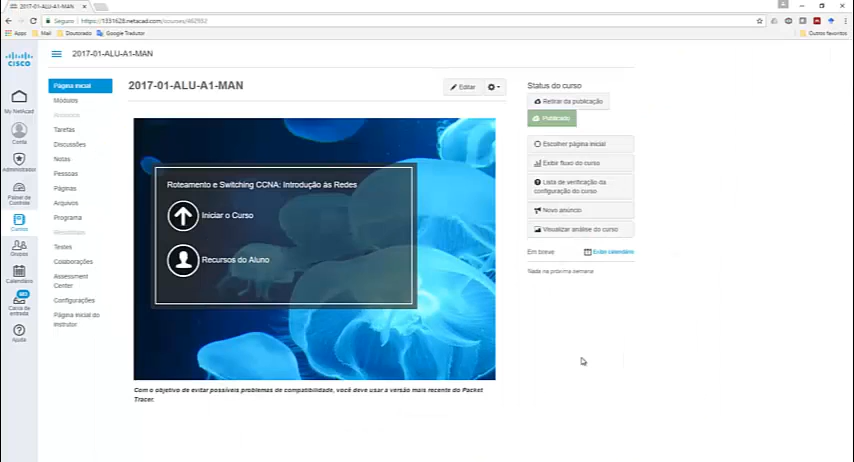 2017-01-ALU-A1-MAN
Seguro
https://1331628.netacad.com/courses/462932
Apps
Mail
Doutorado
Google Tradutor
Outros favoritos
CISCO
2017-01-ALU-A1-MAN
My NetAcad
Conta
Administrador
Painel de
Controle
Cursos
Grupos
Calendário
Caixa de
entrada
Ajuda
Página inicial
Módulos
Anúncios
Tarefas
Discussões
Notas
Pessoas
Páginas
Arquivos
Programa
Resultados
Testes
Colaborações
Assessment
Center
Configurações
Página inicial do
instrutor
2017-01-ALU-A1-MAN
Editar
Roteamento e Switching CCNA: Introdução às Redes
Iniciar o Curso
Recursos do Aluno
Com o objetivo de evitar possíveis problemas de compatibilidade, você deve usar a versão mais recente do Packet
Tracer.
Status do curso
Retirar da publicação
Publicado
Escolher página inicial
Exibir fluxo do curso
Lista de verificação da
configuração do curso
Novo anúncio
Visualizar análise do curso
Em breve
Exibir calendário
Nada na próxima semana